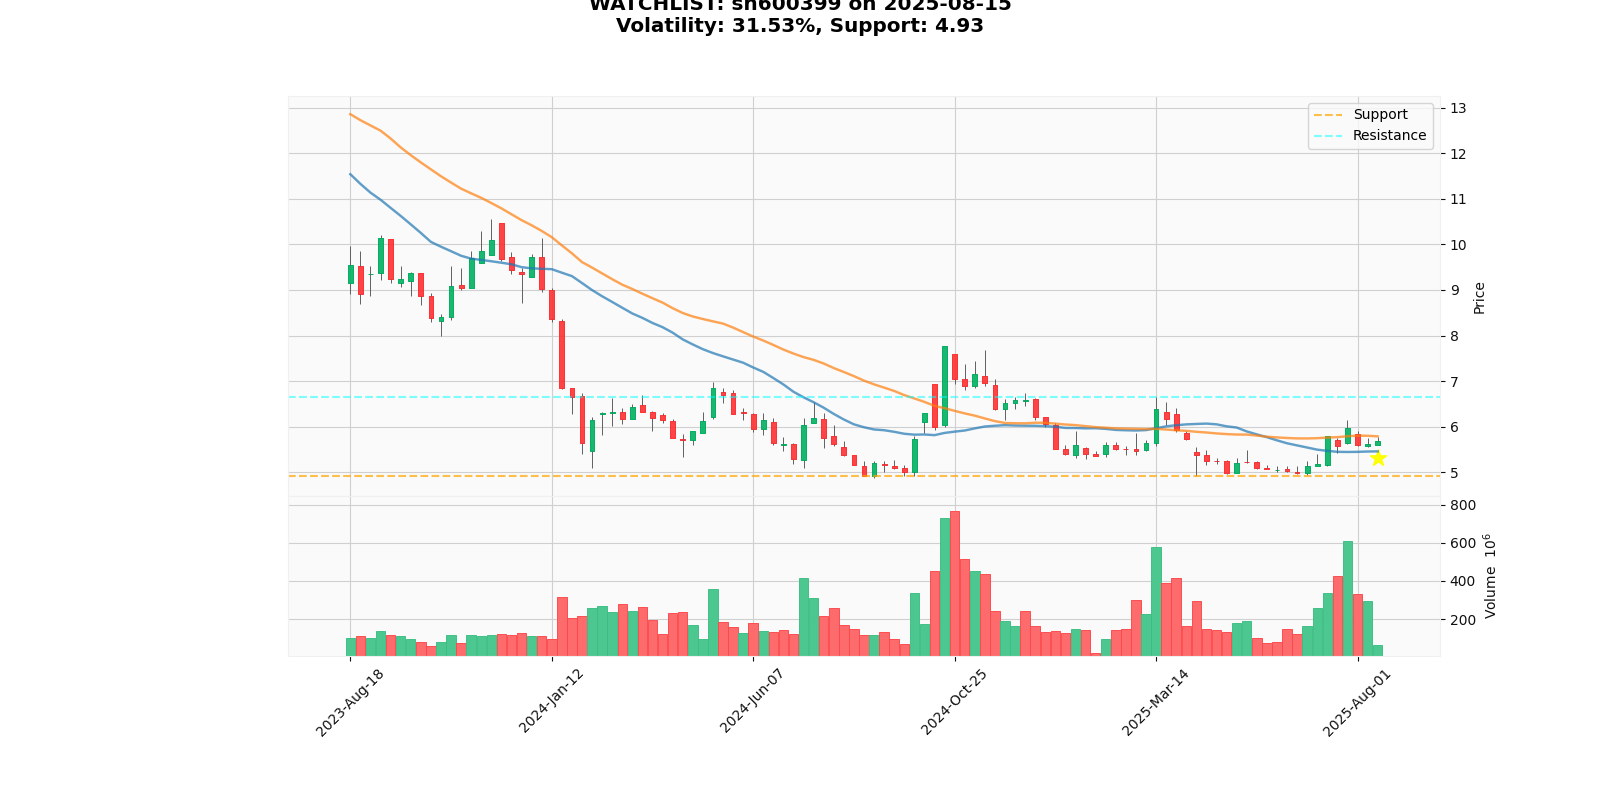 WATCHLIST: sh600399 on 2025-08-15
Volatility: 31.53%, Support: 4.93
Support
Resistance
13
12
11
10
9
8
7
6
5
Price
800
600
400
200
Volume 10^6
2023-Aug-18
2024-Jan-12
2024-Jun-07
2024-Oct-25
2025-Mar-14
2025-Aug-01